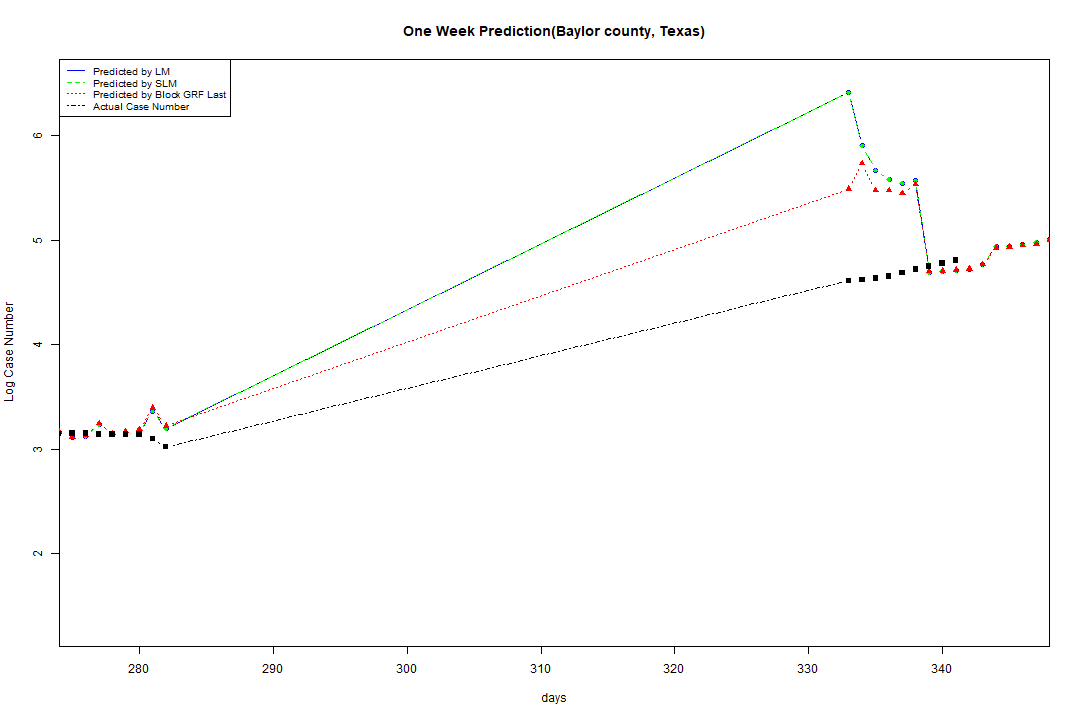 One Week Prediction(Baylor county, Texas)
Predicted by LM
Predicted by SLM
Predicted by Block GRF Last
Actual Case Number
6
5
4
3
2
Log Case Number
280 290 300 310 320 330 340
days